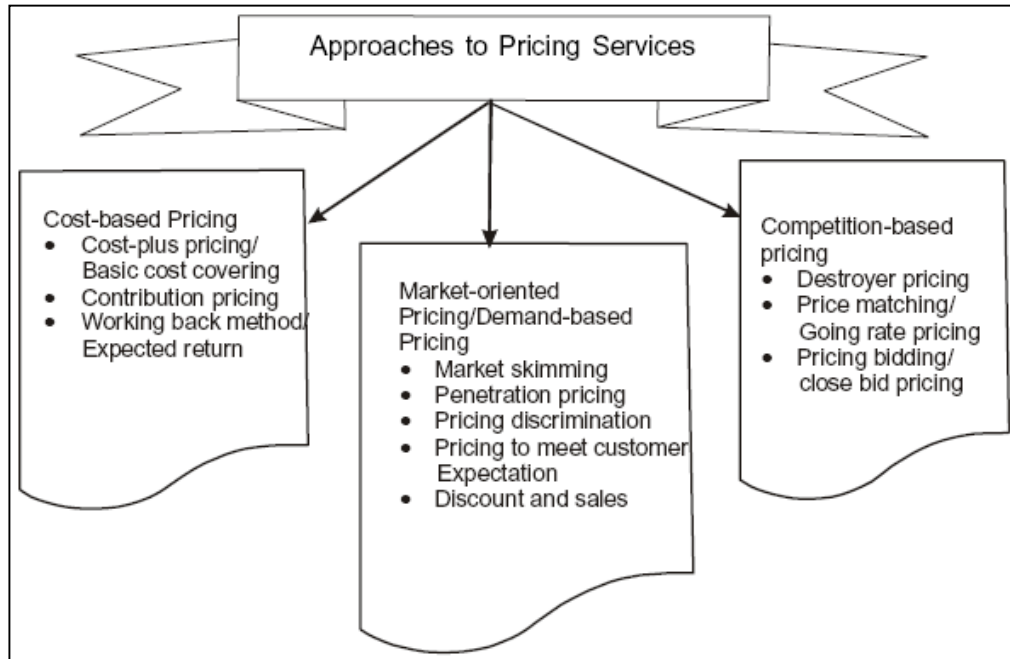 Approaches to Pricing Services
Cost-based Pricing
• Cost-plus pricing/
Basic cost covering
• Contribution pricing
• Working back method/
Expected return
Market-oriented
Pricing/Demand-based
Pricing
• Market skimming
• Penetration pricing
• Pricing discrimination
• Pricing to meet customer
Expectation
• Discount and sales
Competition-based
pricing
• Destroyer pricing
• Price matching/
Going rate pricing
• Pricing bidding/
close bid pricing